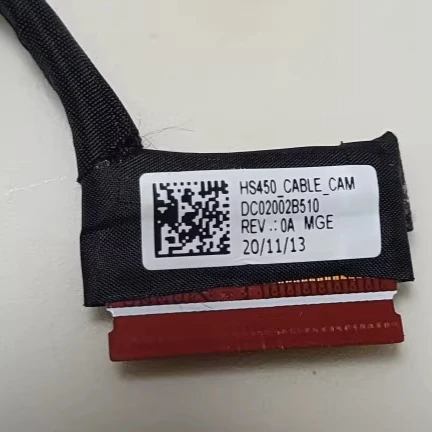 HS450_CABLE_CAM
DC02002B510
REV.: 0A MGE
20/11/13